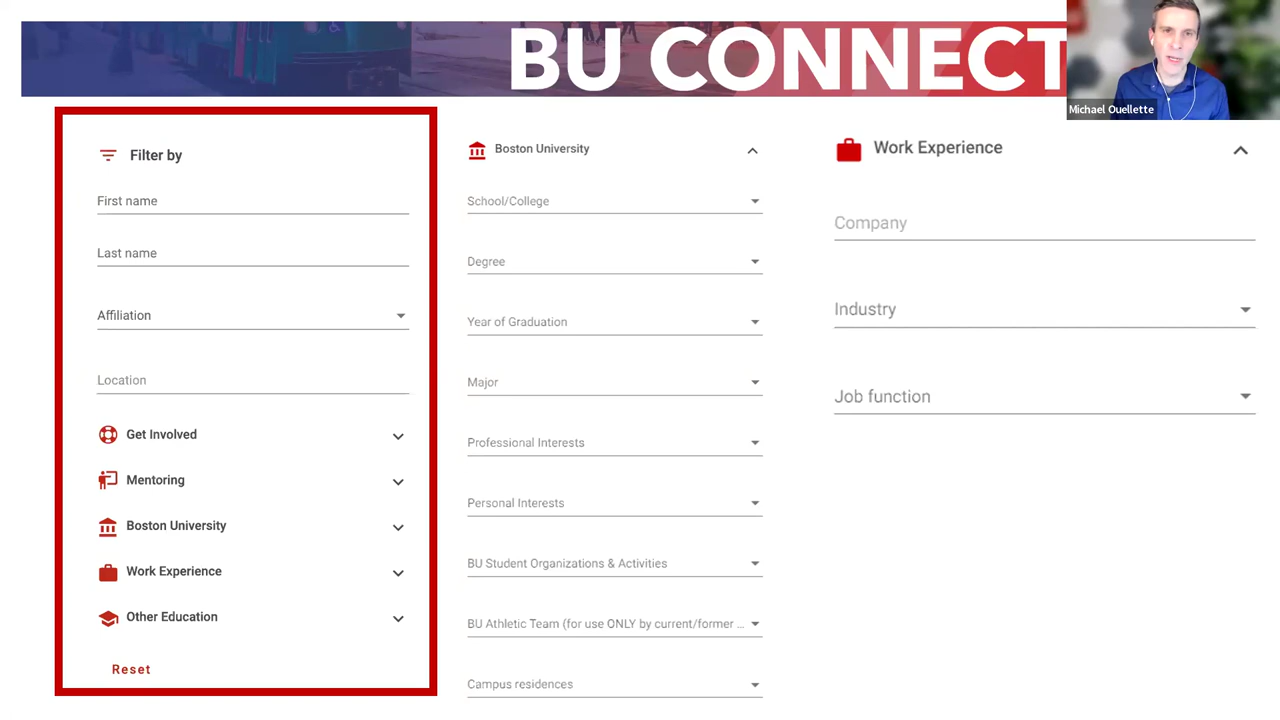 BU CONNECT
Michael Ouellette
Filter by
First name
Last name
Affiliation
Location
Get Involved
Mentoring
Boston University
Work Experience
Other Education
Reset
Boston University
School/College
Degree
Year of Graduation
Major
Professional Interests
Personal Interests
BU Student Organizations & Activities
BU Athletic Team (for use ONLY by current/former ...
Campus residences
Work Experience
Company
Industry
Job function